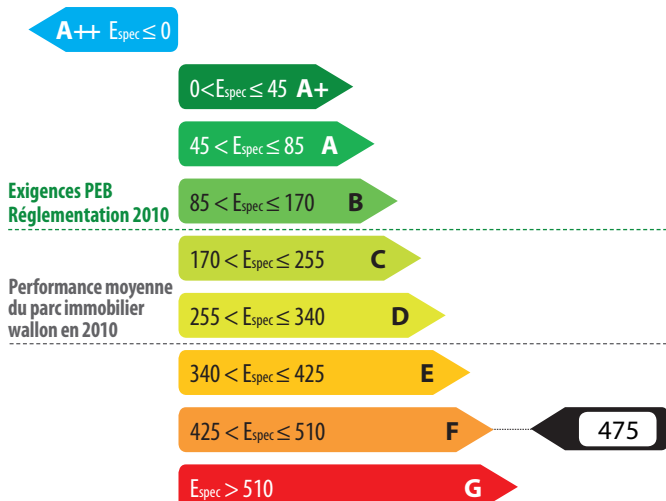 A++ Espec ≤ 0
0<Espec ≤ 45 A+
45 < Espec ≤ 85 A
Exigences PEB
Réglementation 2010
85 < Espec ≤ 170 B
170 < Espec ≤ 255 C
Performance moyenne
du parc immobilier
wallon en 2010
255 < Espec ≤ 340 D
340 < Espec ≤ 425 E
425 < Espec ≤ 510 F
475
Espec > 510 G